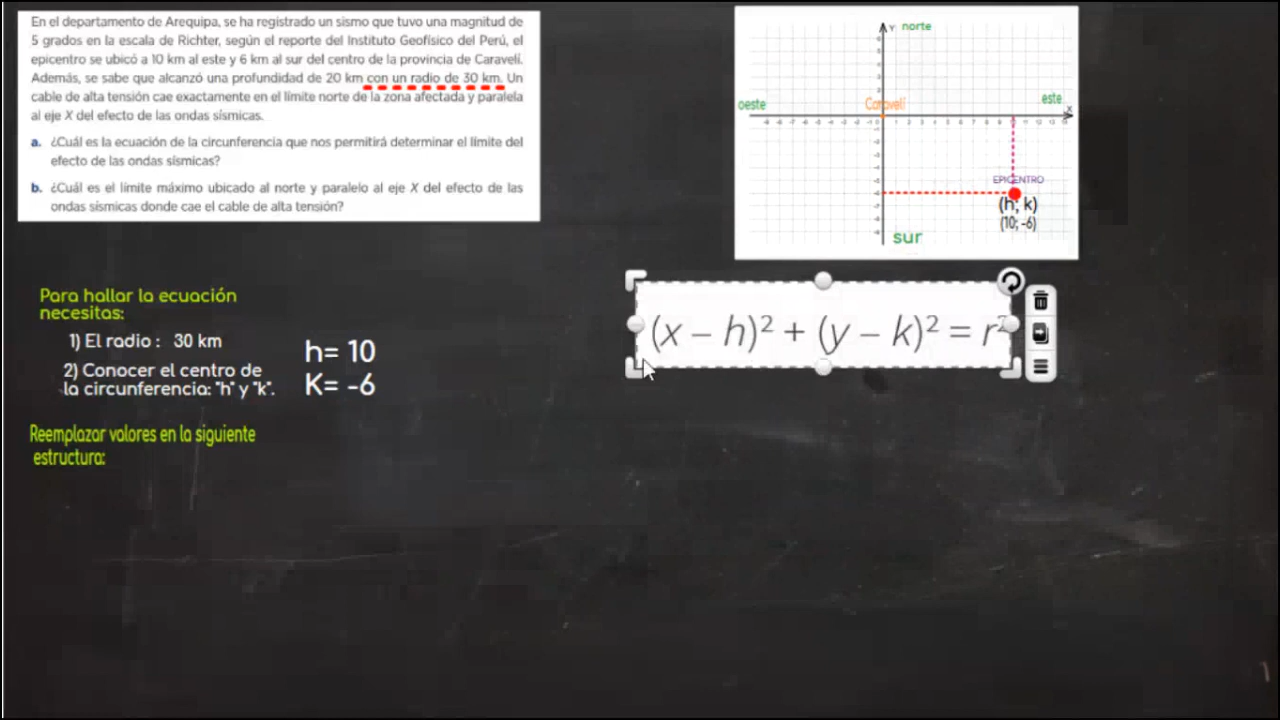 En el departamento de Arequipa, se ha registrado un sismo que tuvo una magnitud de
5 grados en la escala de Richter, según el reporte del Instituto Geofísico del Perú, el
epicentro se ubicó a 10 km al este y 6 km al sur del centro de la provincia de Caravelí.
Además, se sabe que alcanzó una profundidad de 20 km con un radio de 30 km. Un
cable de alta tensión cae exactamente en el límite norte de la zona afectada y paralela
al eje X del efecto de las ondas sísmicas.
a. ¿Cuál es la ecuación de la circunferencia que nos permitirá determinar el límite del
efecto de las ondas sísmicas?
b. ¿Cuál es el límite máximo ubicado al norte y paralelo al eje X del efecto de las
ondas sísmicas donde cae el cable de alta tensión?
Y norte
oeste
Caravelí
este
X
EPICENTRO
(h; k)
(10; -6)
sur
Para hallar la ecuación
necesitas:
1) El radio : 30 km
2) Conocer el centro de
la circunferencia: "h" y "k".
h= 10
K= -6
(x – h)² + (y – k)² = r²
Reemplazar valores en la siguiente
estructura: